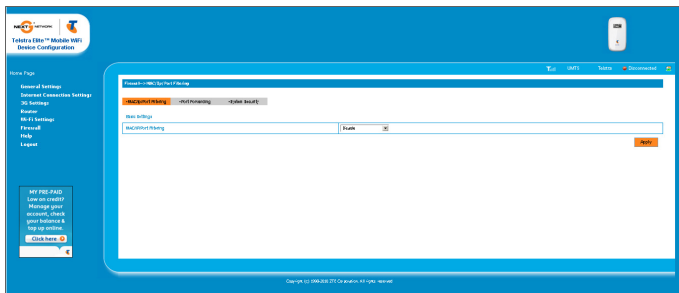 NEXT G NETWORK
Telstra Elite™ Mobile WiFi
Device Configuration
UMTS Telstra Disconnected
Home Page
General Settings
Internet Connection Settings
3G Settings
Router
Wi-Fi Settings
Firewall
Help
Logout
Firewall-->MAC/IP/Port Filtering
MAC/IP/Port Filtering
Port Forwarding
System Security
Basic Settings
MAC/IP/Port Filtering
Apply
MY PRE-PAID
Low on credit?
Manage your
account, check
your balance &
top up online.
Click here
Copyright (c) 1998-2010 ZTE Corporation. All rights reserved